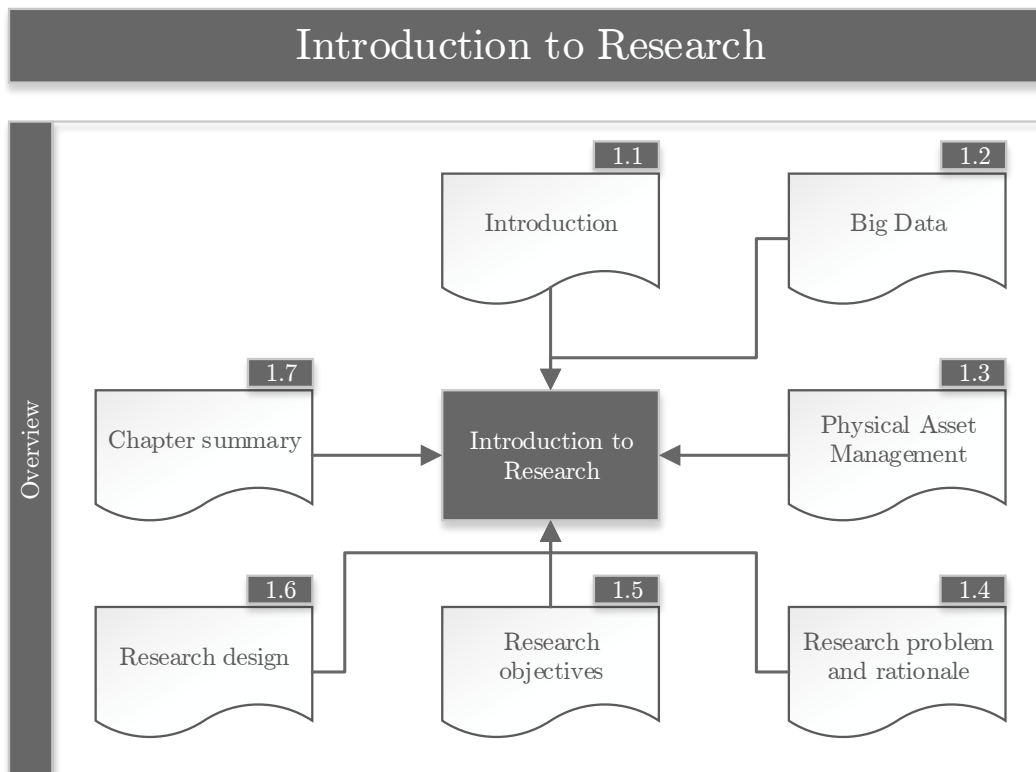 Introduction to Research
Overview
1.1
Introduction
1.2
Big Data
1.7
Chapter summary
Introduction to
Research
1.3
Physical Asset
Management
1.6
Research design
1.5
Research
objectives
1.4
Research problem
and rationale